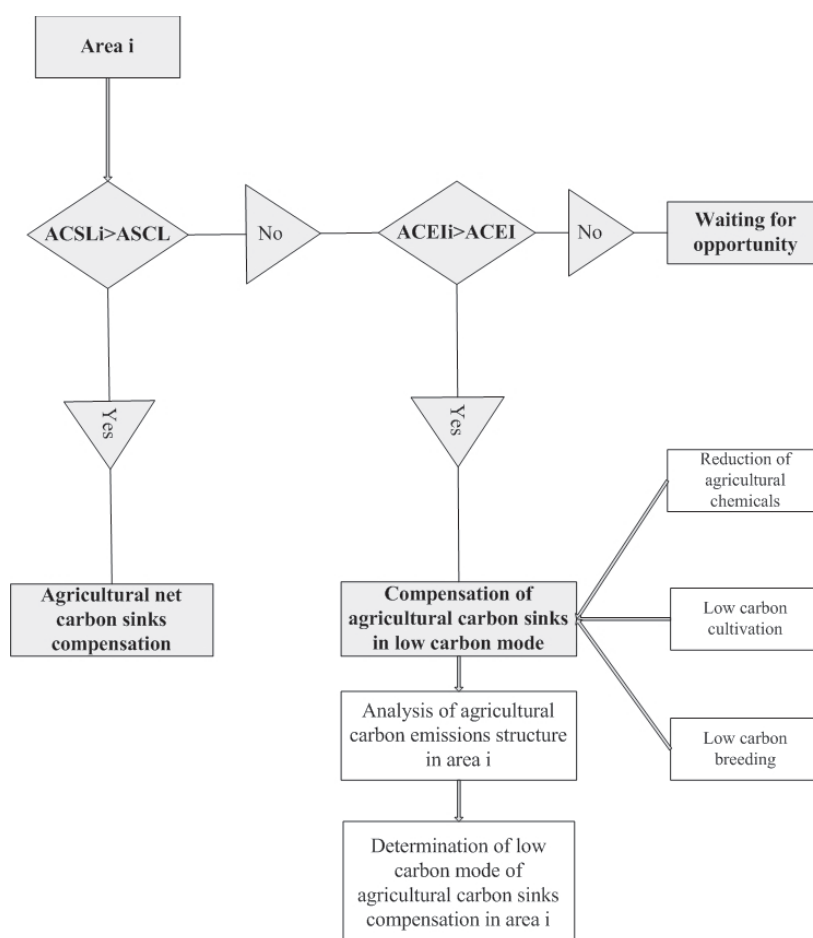 Area i
ACSLi>ASCL
No
ACEIi>ACEI
No
Waiting for
opportunity
Yes
Yes
Reduction of
agricultural
chemicals
Agricultural net
carbon sinks
compensation
Compensation of
agricultural carbon sinks
in low carbon mode
Low carbon
cultivation
Analysis of agricultural
carbon emissions structure
in area i
Low carbon
breeding
Determination of low
carbon mode of
agricultural carbon sinks
compensation in area i